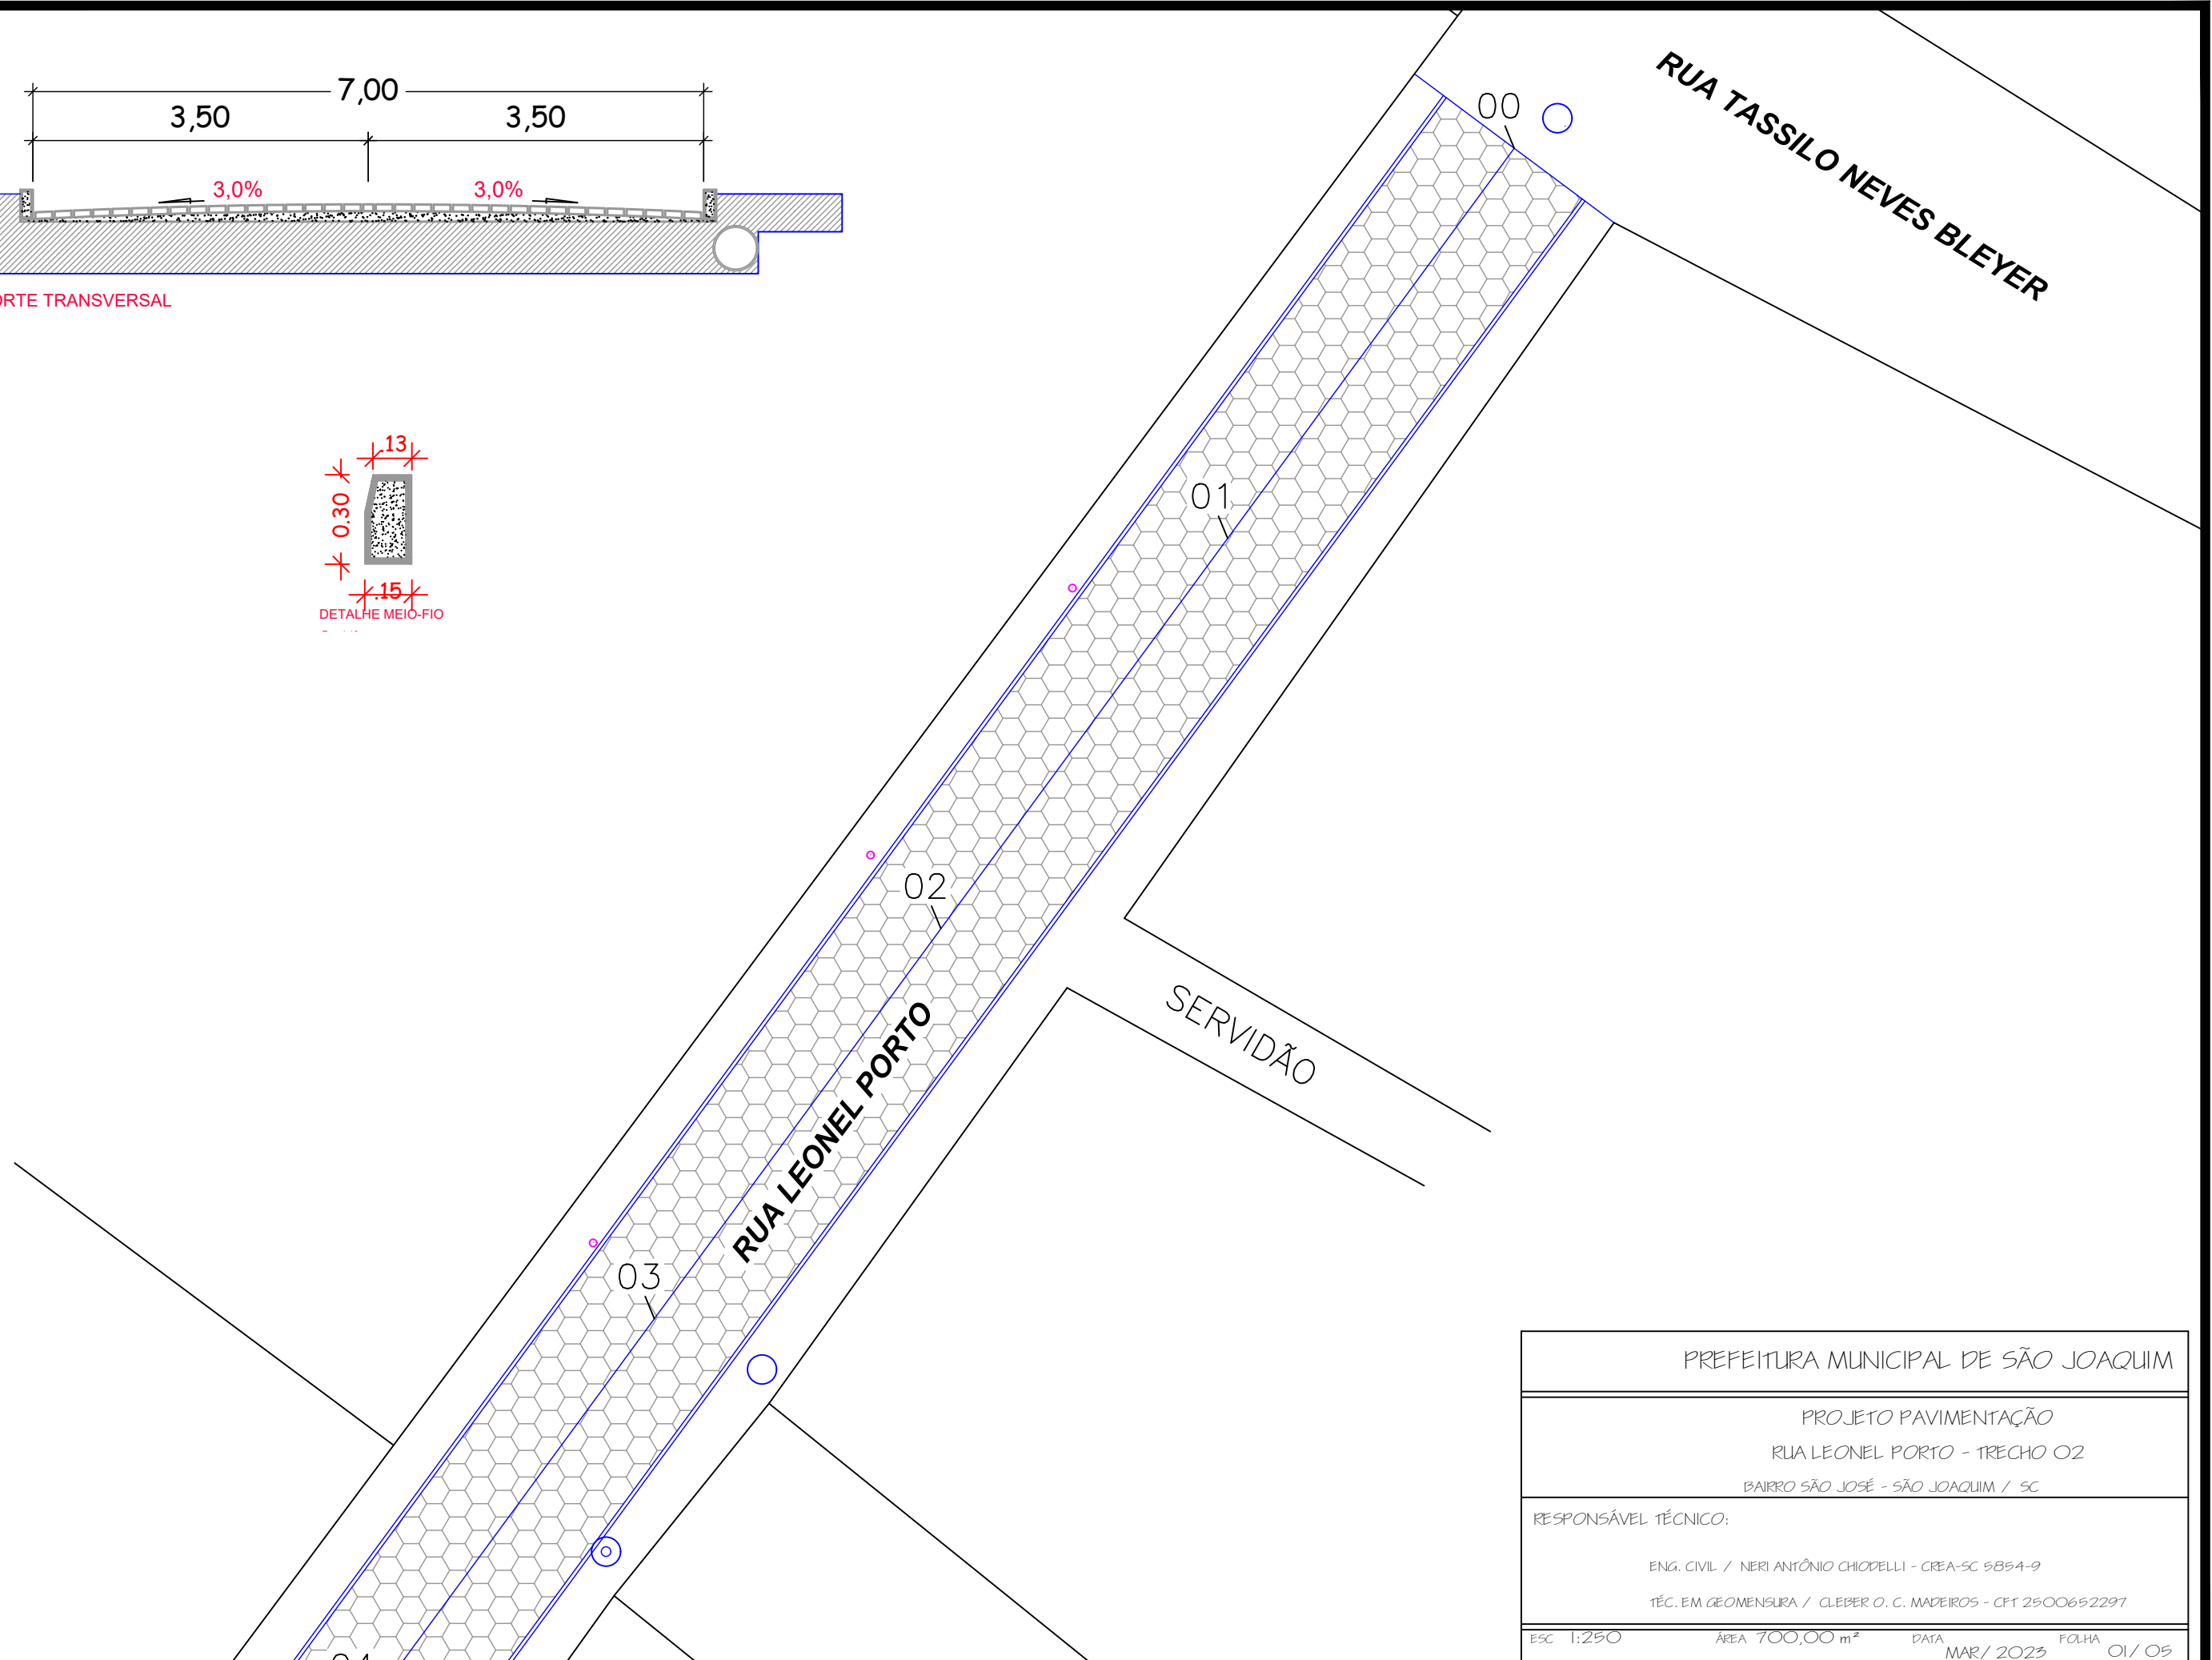 7,00
3,50 3,50
3,0% 3,0%
ORTE TRANSVERSAL
.13
0.30
.15
DETALHE MEIO-FIO
00
RUA TASSILO NEVES BLEYER
01
02
SERVIDÃO
RUA LEONEL PORTO
03
PREFEITURA MUNICIPAL DE SÃO JOAQUIM
PROJETO PAVIMENTAÇÃO
RUA LEONEL PORTO - TRECHO 02
BAIRRO SÃO JOSÉ - SÃO JOAQUIM / SC
RESPONSÁVEL TÉCNICO:
ENG. CIVIL / NERI ANTÔNIO CHIODELLI - CREA-SC 5854-9
TÉC. EM GEOMENSURA / CLEBER O. C. MADEIROS - CFT 2500652297
ESC 1:250 ÁREA 700,00 m² DATA MAR/ 2023 FOLHA 01/ 05